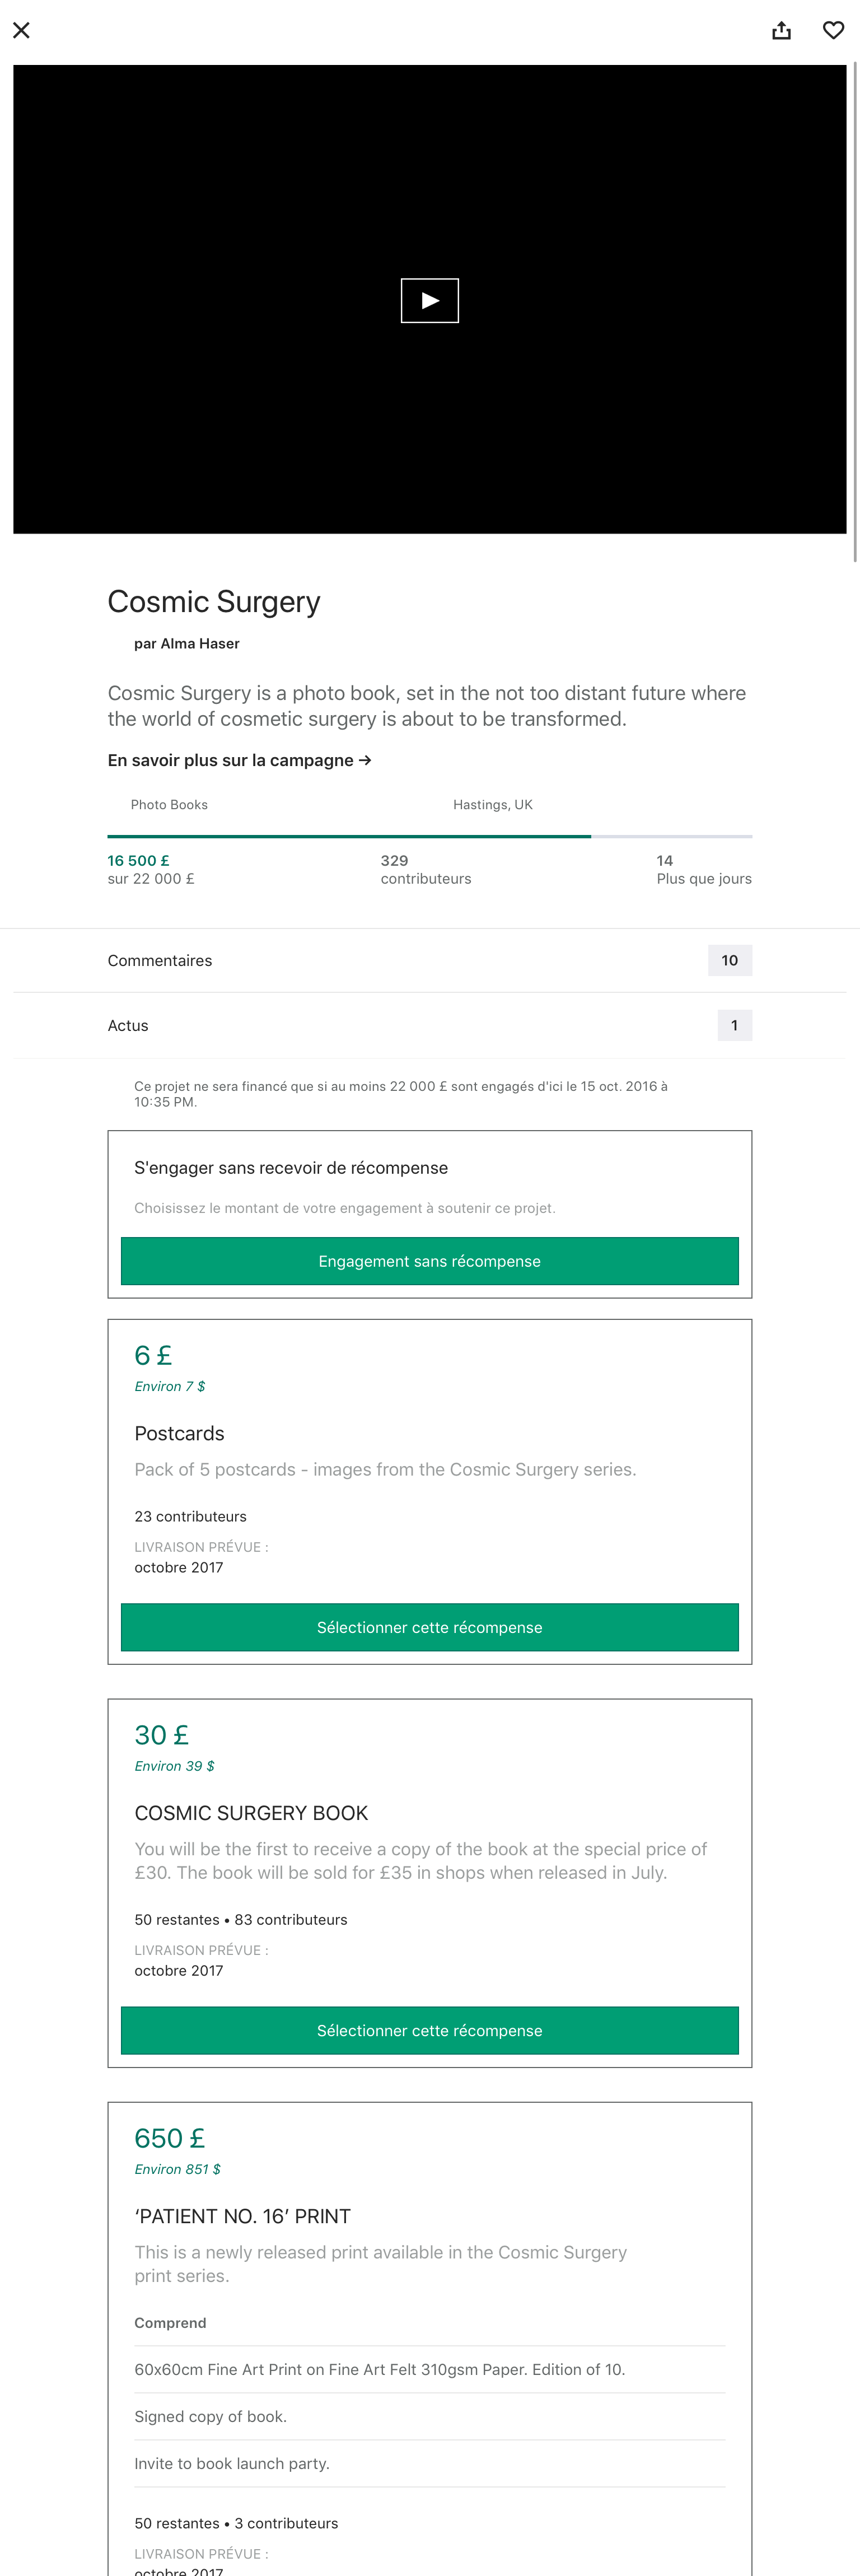 Cosmic Surgery
par Alma Haser
Cosmic Surgery is a photo book, set in the not too distant future where
the world of cosmetic surgery is about to be transformed.
En savoir plus sur la campagne →
Photo Books
Hastings, UK
16 500 £
sur 22 000 £
329
contributeurs
14
Plus que jours
Commentaires
10
Actus
1
Ce projet ne sera financé que si au moins 22 000 £ sont engagés d'ici le 15 oct. 2016 à
10:35 PM.
S'engager sans recevoir de récompense
Choisissez le montant de votre engagement à soutenir ce projet.
Engagement sans récompense
6 £
Environ 7 $
Postcards
Pack of 5 postcards - images from the Cosmic Surgery series.
23 contributeurs
LIVRAISON PRÉVUE :
octobre 2017
Sélectionner cette récompense
30 £
Environ 39 $
COSMIC SURGERY BOOK
You will be the first to receive a copy of the book at the special price of
£30. The book will be sold for £35 in shops when released in July.
50 restantes • 83 contributeurs
LIVRAISON PRÉVUE :
octobre 2017
Sélectionner cette récompense
650 £
Environ 851 $
‘PATIENT NO. 16’ PRINT
This is a newly released print available in the Cosmic Surgery
print series.
Comprend
60x60cm Fine Art Print on Fine Art Felt 310gsm Paper. Edition of 10.
Signed copy of book.
Invite to book launch party.
50 restantes • 3 contributeurs
LIVRAISON PRÉVUE :
octobre 2017